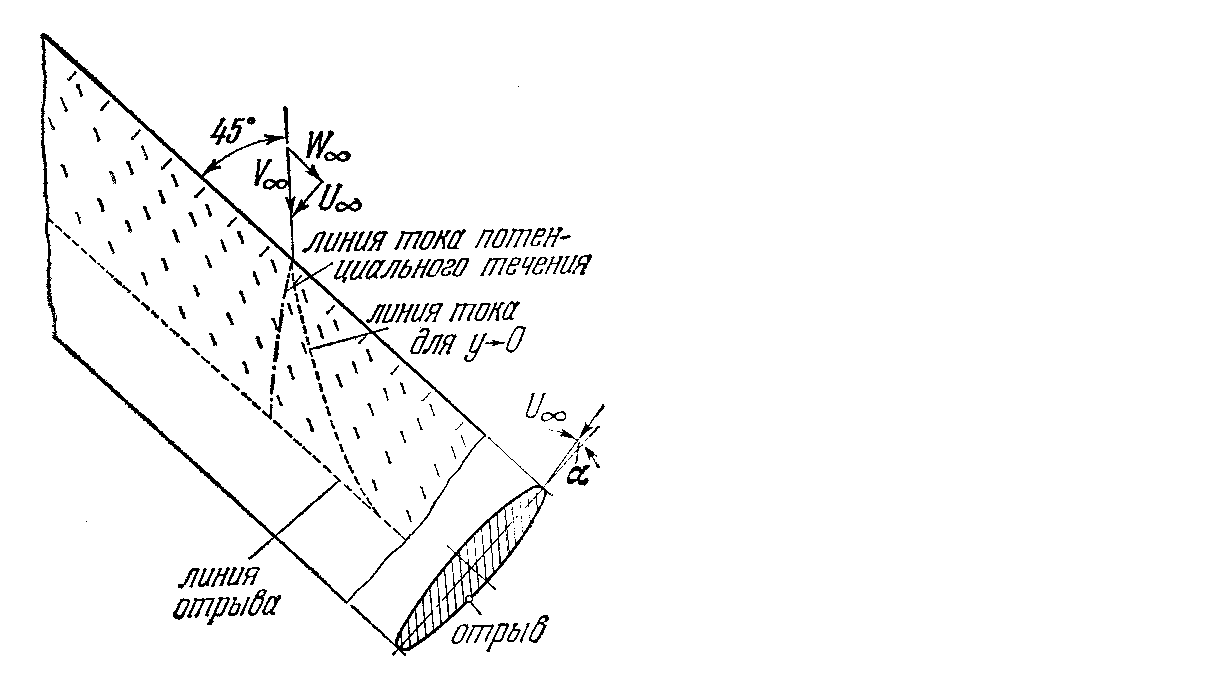 45°
W∞
V∞
U∞
линия тока потен-
циального течения
линия тока
для y→0
U∞
α
линия
отрыва
отрыв